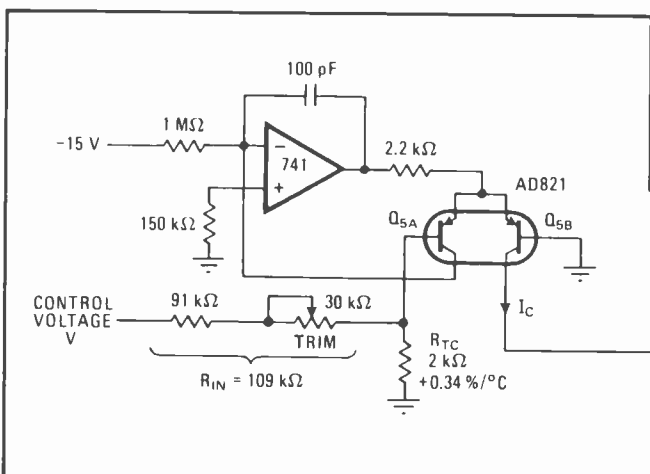 100 pF
1 MΩ
−15 V
−
741
+
2.2 kΩ
AD821
150 kΩ
Q5A
Q5B
CONTROL
VOLTAGE
V
91 kΩ
30 kΩ
TRIM
IC
RIN = 109 kΩ
RTC
2 kΩ
+0.34 %/°C